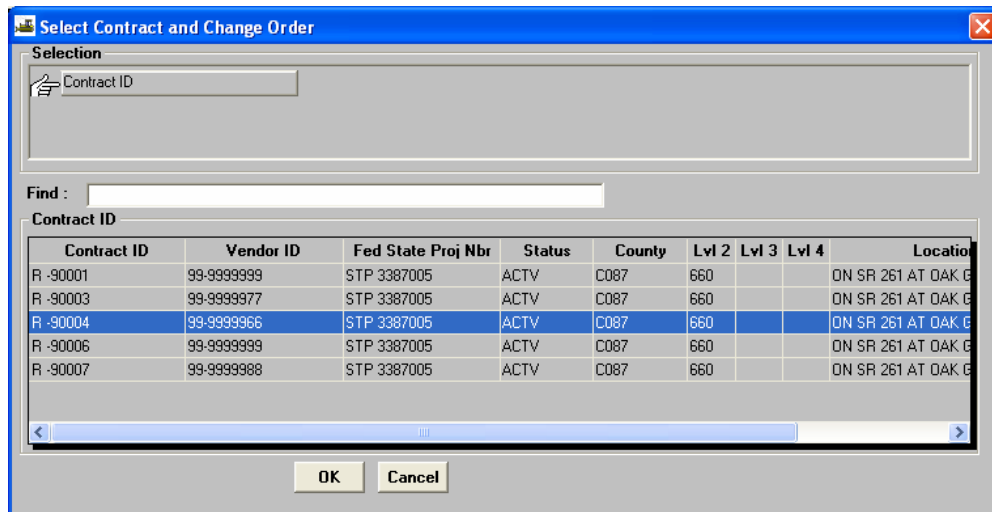 Select Contract and Change Order
Selection
Contract ID
Find :
Contract ID
Contract ID Vendor ID Fed State Proj Nbr Status County Lvl 2 Lvl 3 Lvl 4 Location
R -90001 99-9999999 STP 3387005 ACTV C087 660 ON SR 261 AT OAK G
R -90003 99-9999977 STP 3387005 ACTV C087 660 ON SR 261 AT OAK G
R -90004 99-9999966 STP 3387005 ACTV C087 660 ON SR 261 AT OAK G
R -90006 99-9999999 STP 3387005 ACTV C087 660 ON SR 261 AT OAK G
R -90007 99-9999988 STP 3387005 ACTV C087 660 ON SR 261 AT OAK G
OK Cancel